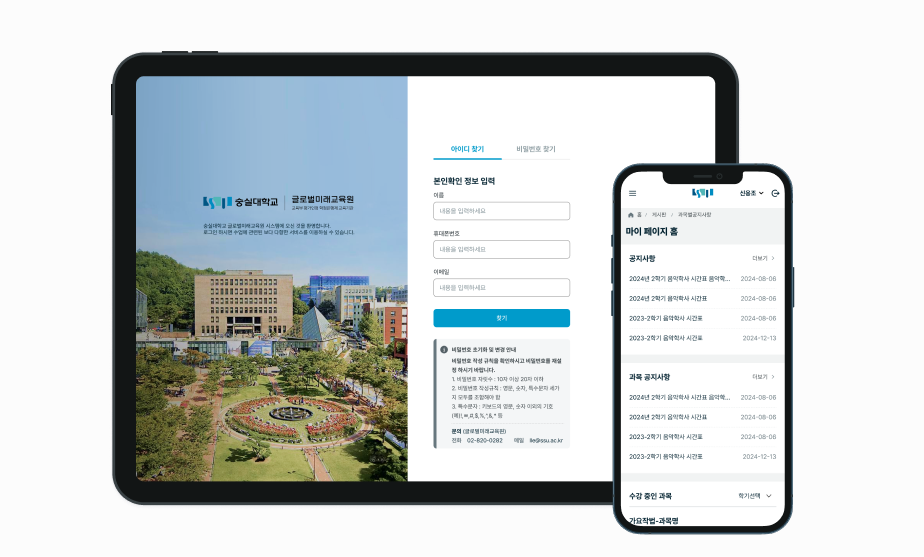 숭실대학교
글로벌미래교육원
숭실대학교 글로벌미래교육원 시스템에 오신 것을 환영합니다.
로그인 하시면 수업에 관련된 보다 다양한 서비스를 이용하실 수 있습니다.
아이디 찾기
비밀번호 찾기
본인확인 정보 입력
이름
내용을 입력하세요
휴대폰번호
내용을 입력하세요
이메일
내용을 입력하세요
찾기
비밀번호 초기화 및 변경 안내
비밀번호 작성 규칙을 확인하시고 비밀번호를 재설
정 하시기 바랍니다.
1. 비밀번호 자릿수 : 10자 이상 20자 이하
2. 비밀번호 작성규칙 : 영문, 숫자, 특수문자 세가
지 모두를 조합해야 함
3. 특수문자 : 키보드의 영문, 숫자 이외의 기호
문의 (글로벌미래교육원)
전화 02-820-0282 메일 lle@ssu.ac.kr
신용조
홈 / 게시판 / 과목별공지사항
마이 페이지 홈
공지사항 더보기
2024년 2학기 음악학사 시간표 음악학... 2024-08-06
2024년 2학기 음악학사 시간표 2024-08-06
2023-2학기 음악학사 시간표 2024-08-06
2023-2학기 음악학사 시간표 2024-12-13
과목 공지사항 더보기
2024년 2학기 음악학사 시간표 음악학... 2024-08-06
2024년 2학기 음악학사 시간표 2024-08-06
2023-2학기 음악학사 시간표 2024-08-06
2023-2학기 음악학사 시간표 2024-12-13
수강 중인 과목 학기선택
가요작법-과목명